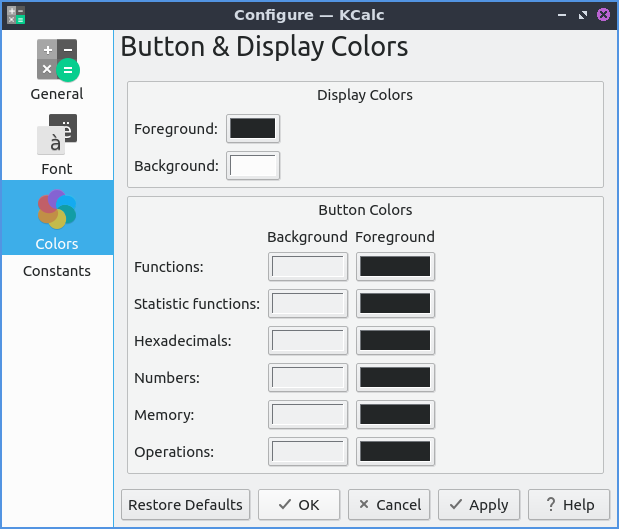 Configure — KCalc
Button & Display Colors
General
Font
Colors
Constants
Display Colors
Foreground:
Background:
Button Colors
Background Foreground
Functions:
Statistic functions:
Hexadecimals:
Numbers:
Memory:
Operations:
Restore Defaults OK Cancel Apply ? Help